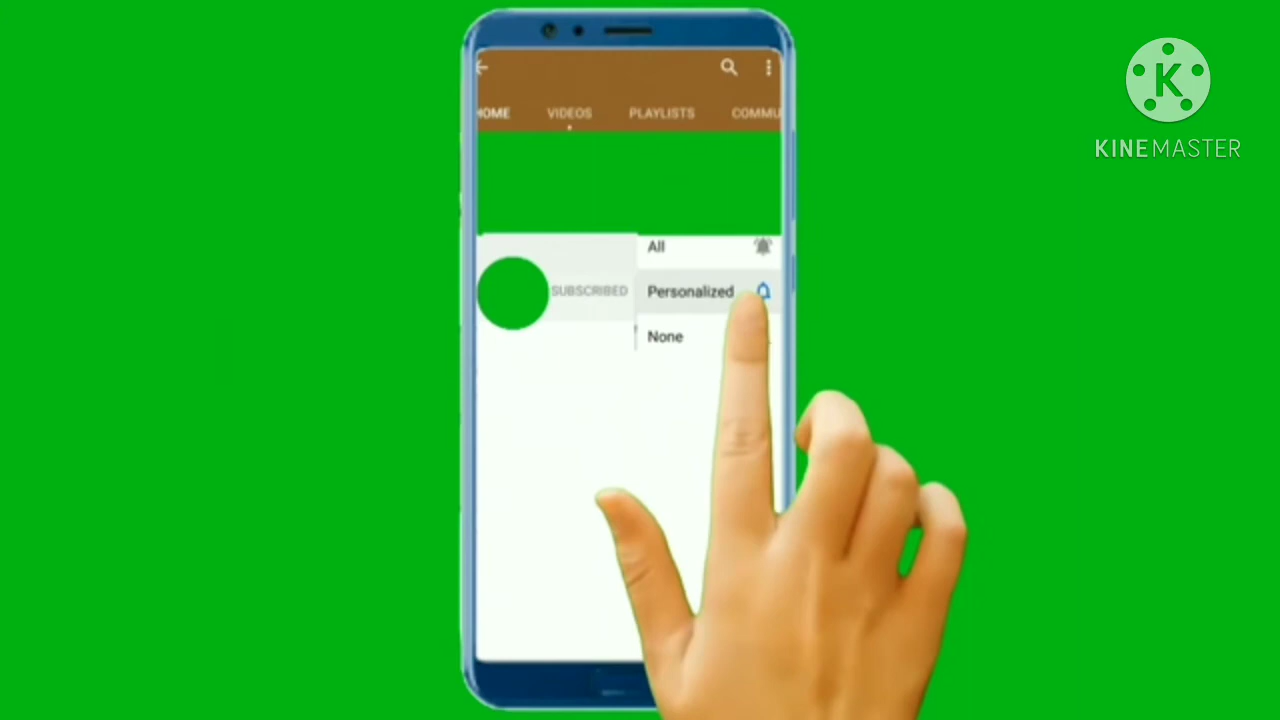 HOME VIDEOS PLAYLISTS COMMU
All
SUBSCRIBED Personalized
None
K
KINEMASTER